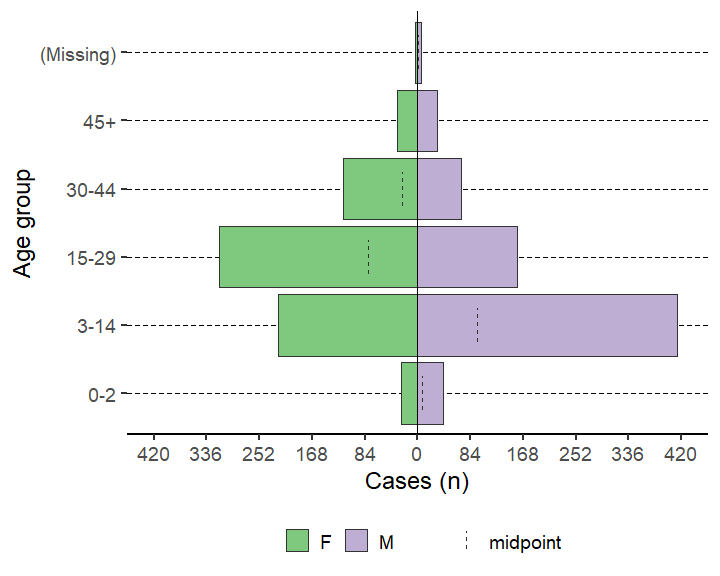 Age group
(Missing)
45+
30-44
15-29
3-14
0-2
420 336 252 168 84 0 84 168 252 336 420
Cases (n)
F M midpoint